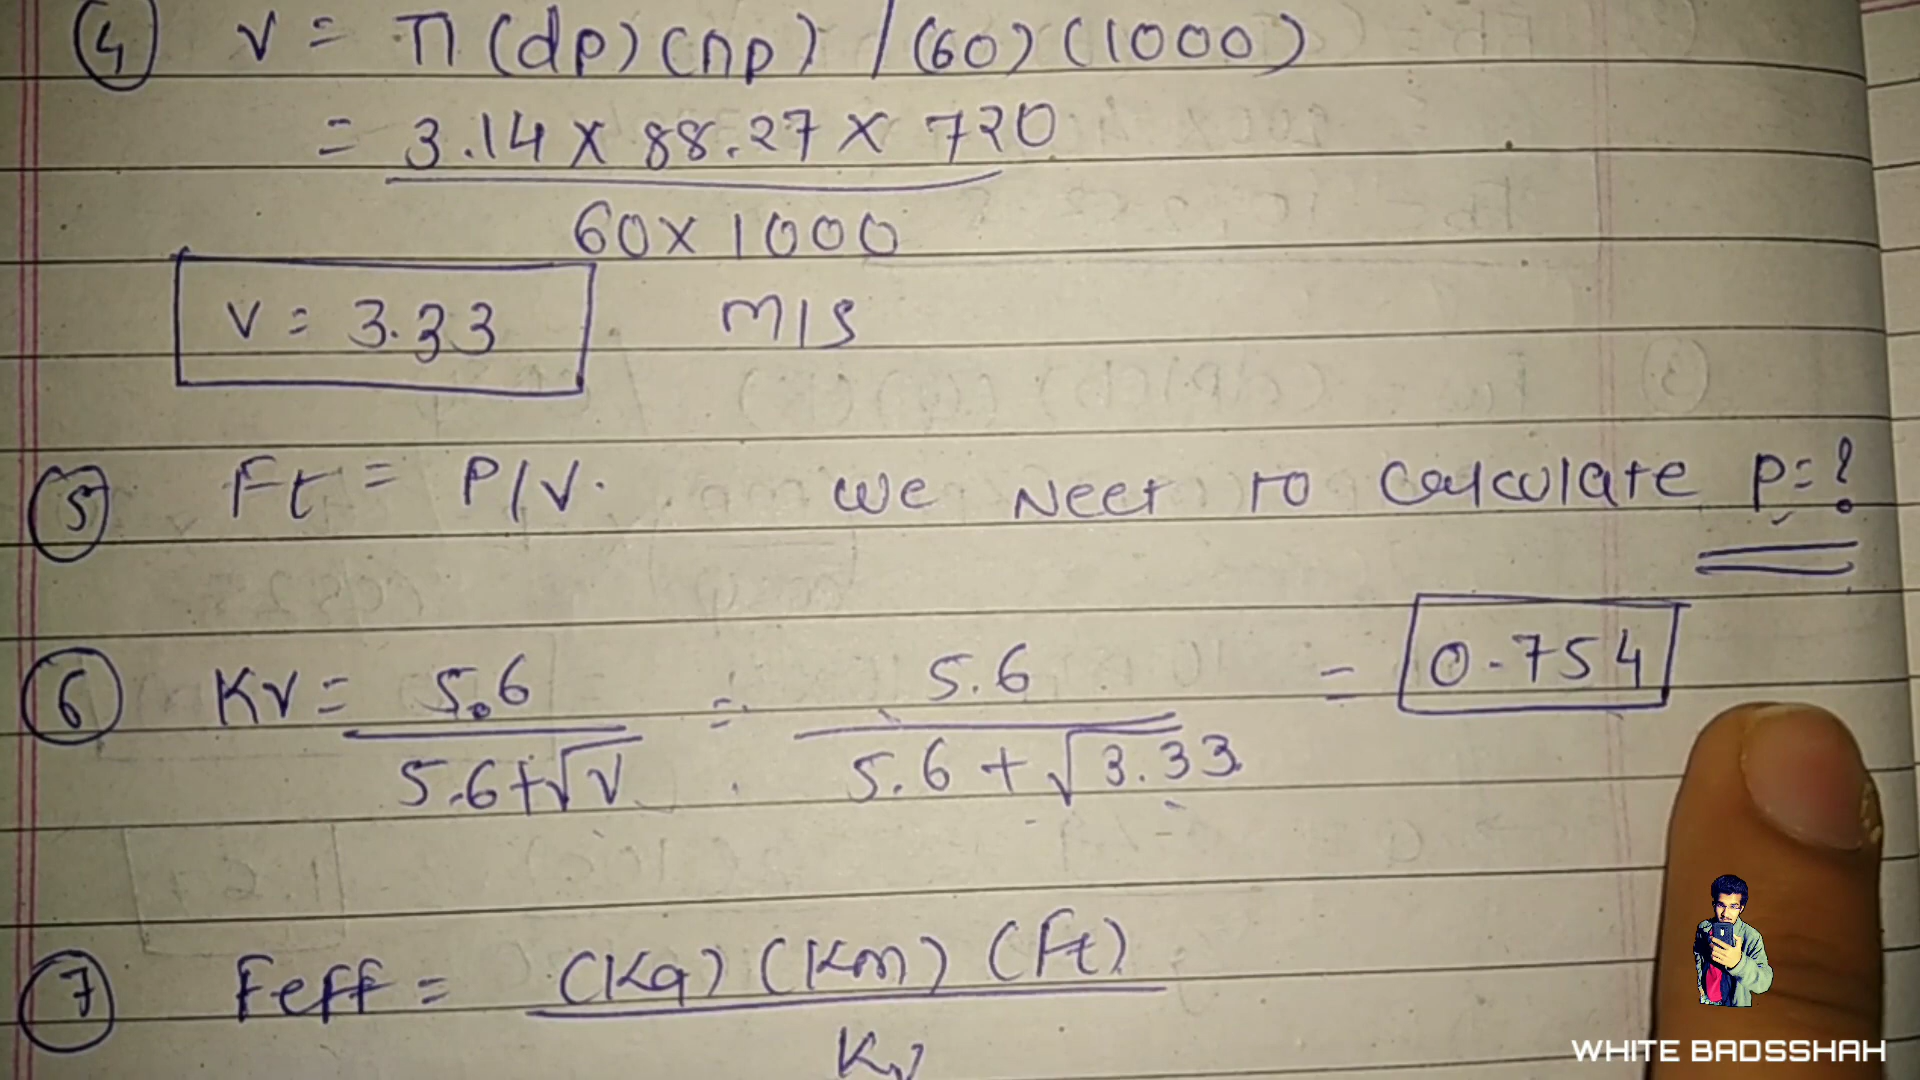 ④ V = π (dp) (np) / (60) (1000)
= 3.14 × 88.27 × 720
60 × 1000
V = 3.33 m/s
⑤ Ft = P/V. We Neet to Calculate P=?
⑥ Kv = 5.6 = 5.6 = 0.754
5.6+√V 5.6 + √3.33
⑦ Feff = (Ka) (Km) (Ft)
Kv
WHITE BADSSHAH